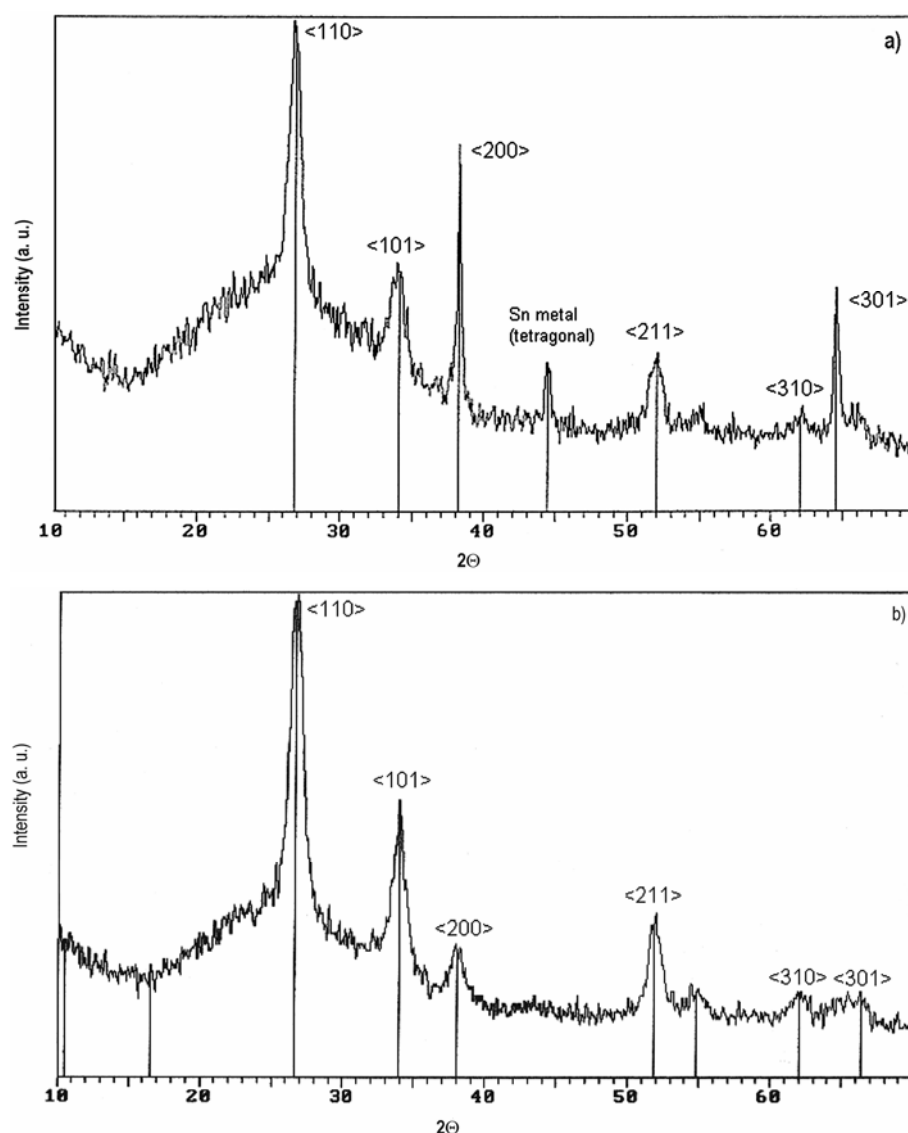 a)
<110>
<200>
<101>
Sn metal
(tetragonal)
<211>
<301>
<310>
Intensity (a. u.)
10 20 30 40 50 60
2Θ
b)
<110>
<101>
<200>
<211>
<310> <301>
Intensity (a. u.)
10 20 30 40 50 60
2Θ